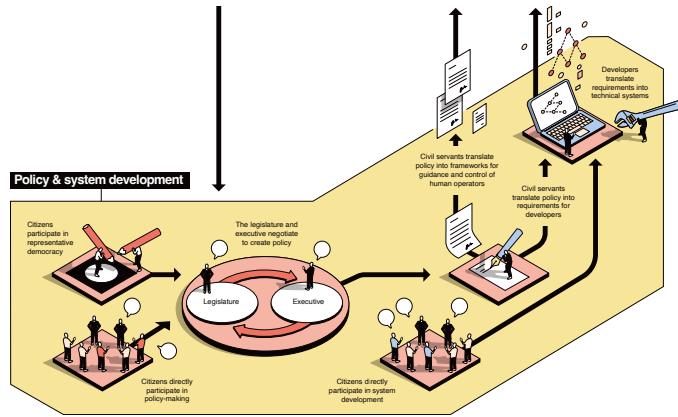 Developers
translate
requirements into
technical systems
Civil servants translate
policy into frameworks for
guidance and control of
human operators
Policy & system development
Civil servants
translate policy into
requirements for
developers
Citizens
participate in
representative
democracy
The legislature and
executive negotiate
to create policy
Legislature
Executive
Citizens directly
participate in
policy-making
Citizens directly
participate in system
development